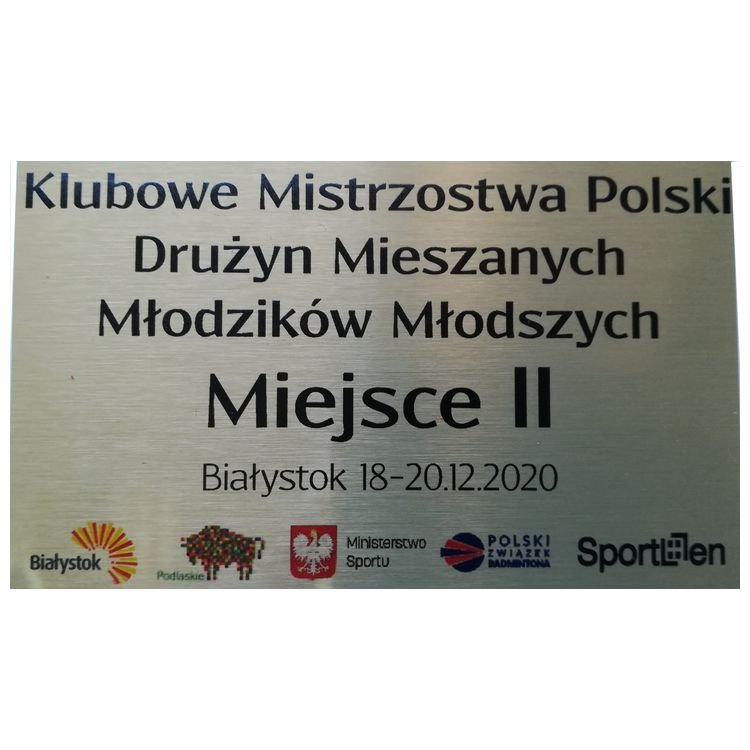 Klubowe Mistrzostwa Polski
Drużyn Mieszanych
Młodzików Młodszych
Miejsce II
Białystok 18-20.12.2020
Białystok
Podlaskie
Ministerstwo
Sportu
POLSKI
ZWIĄZEK
BADMINTONA
SportLen